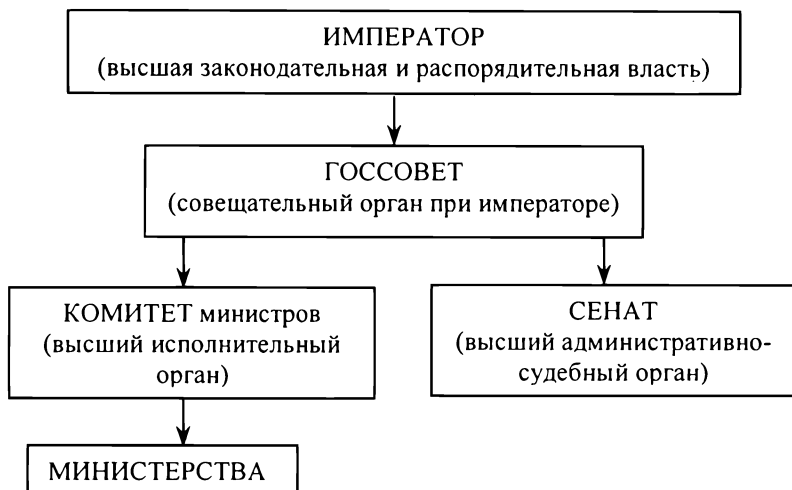 ИМПЕРАТОР
(высшая законодательная и распорядительная власть)
ГОССОВЕТ
(совещательный орган при императоре)
КОМИТЕТ министров
(высший исполнительный
орган)
СЕНАТ
(высший административно-
судебный орган)
МИНИСТЕРСТВА